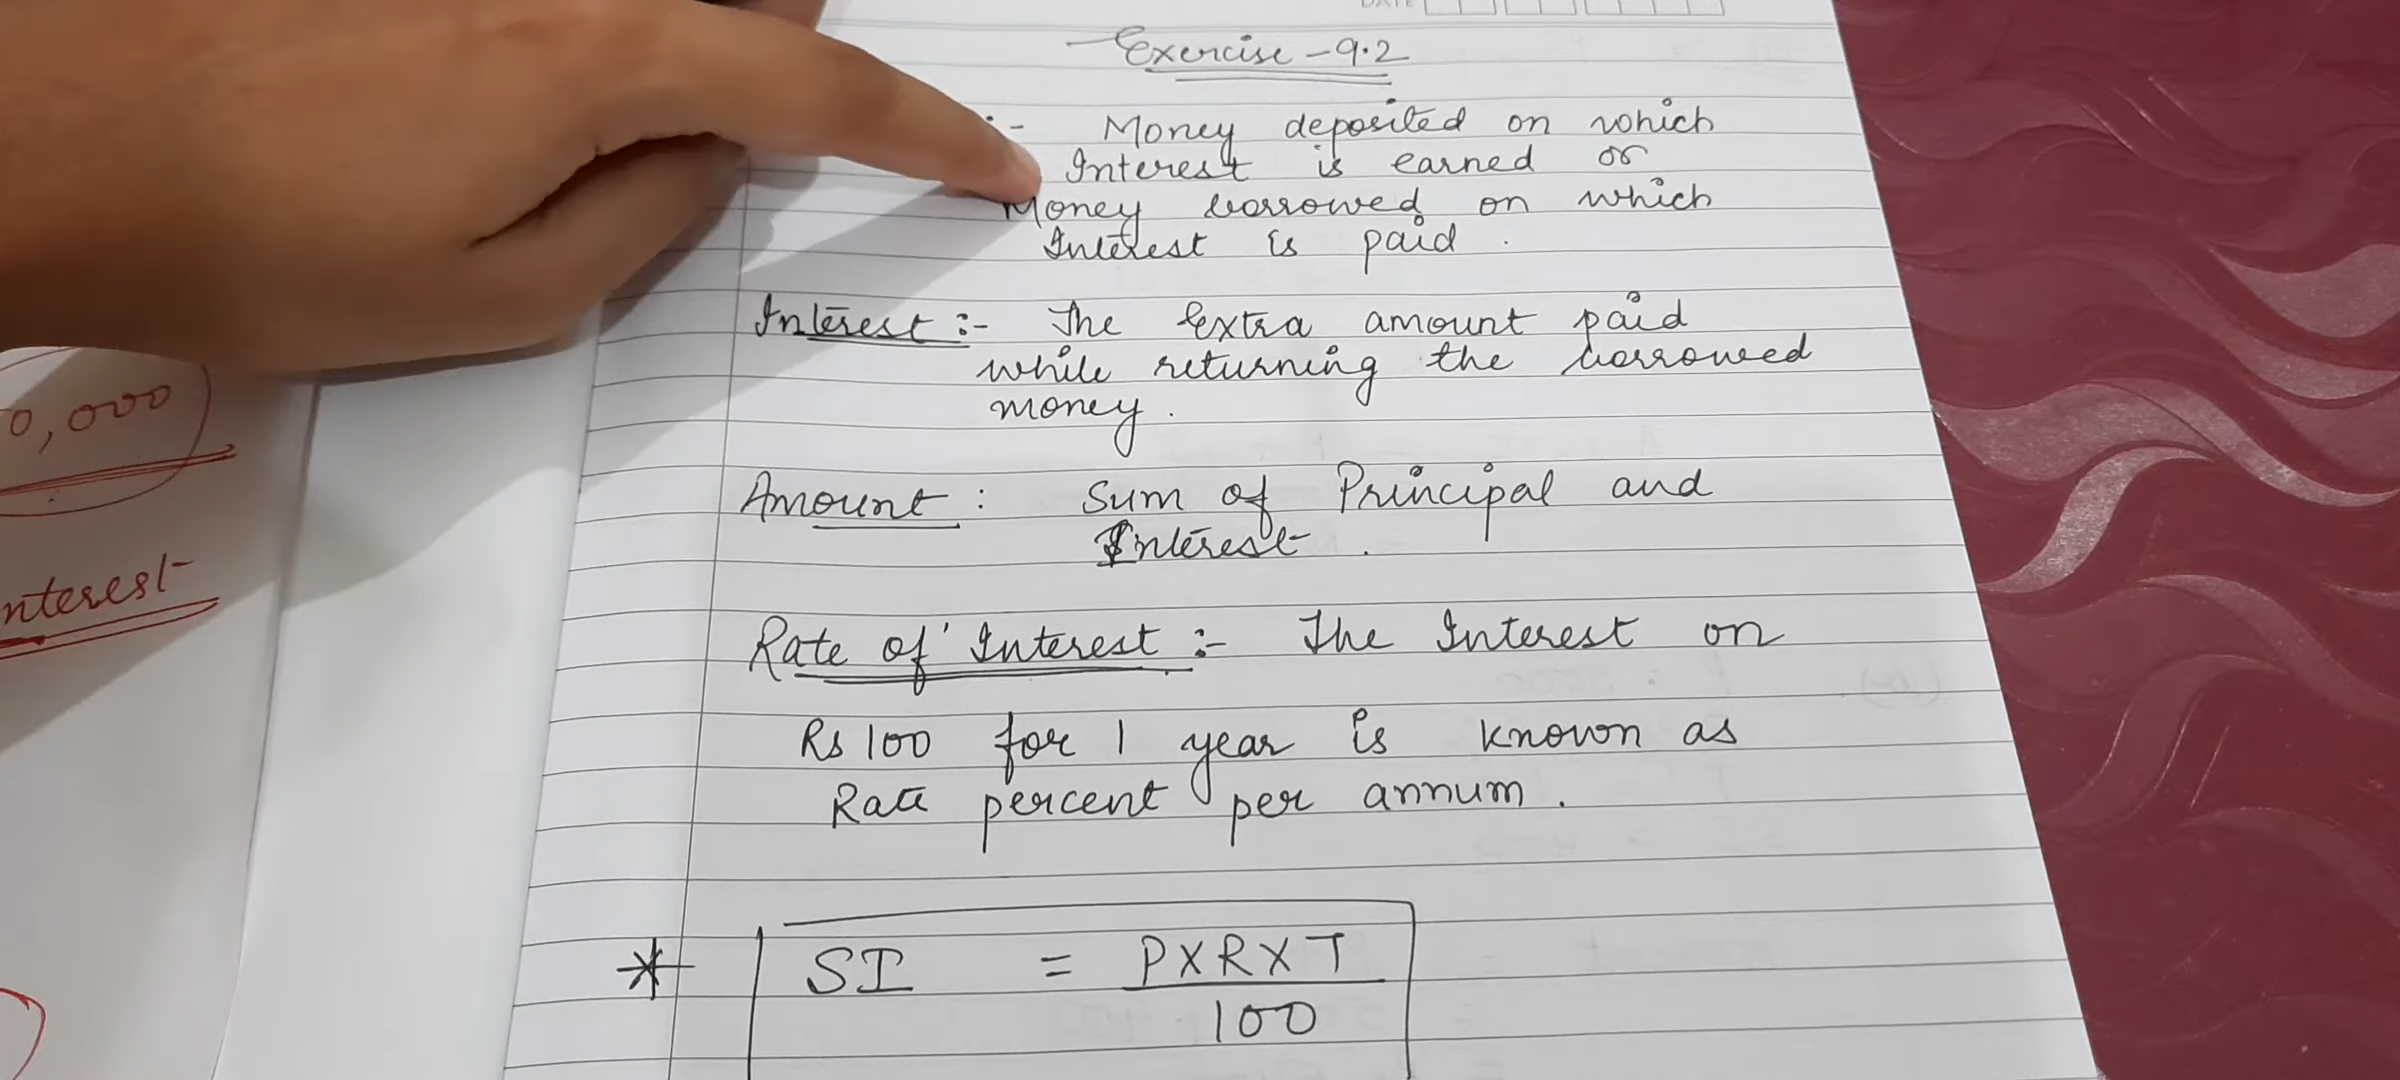 DATE
Exercise - 9.2
:- Money deposited on which
Interest is earned or
Money borrowed on which
Interest is paid.
Interest :- The Extra amount paid
while returning the borrowed
money.
Amount : Sum of Principal and
Interest.
Rate of Interest :- The Interest on
Rs 100 for 1 year is known as
Rate percent per annum.
* SI = PXRXT
100
0,000
nterest